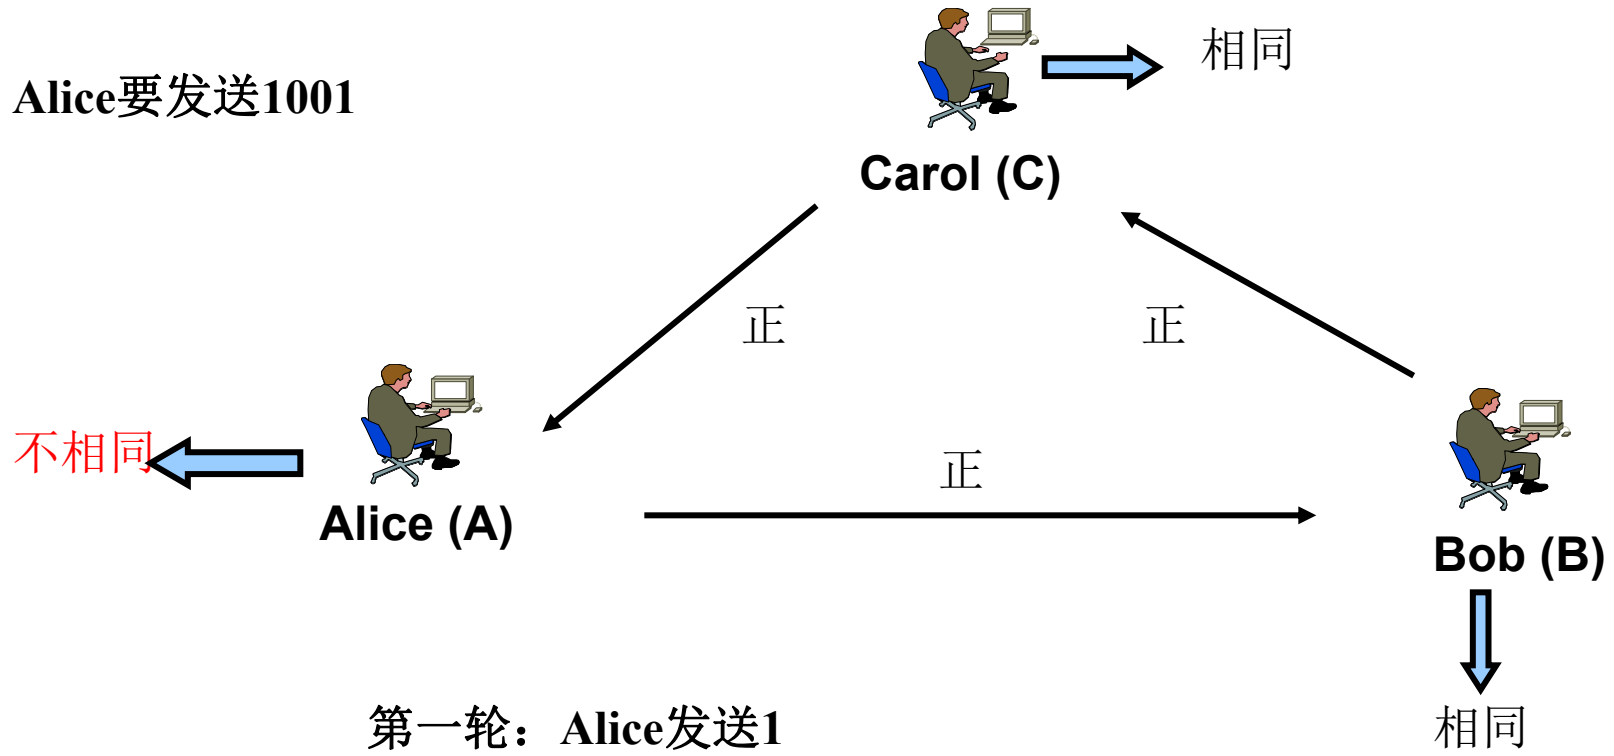 相同
Alice要发送1001
Carol (C)
正
正
不相同
正
Alice (A)
Bob (B)
第一轮：Alice发送1
相同